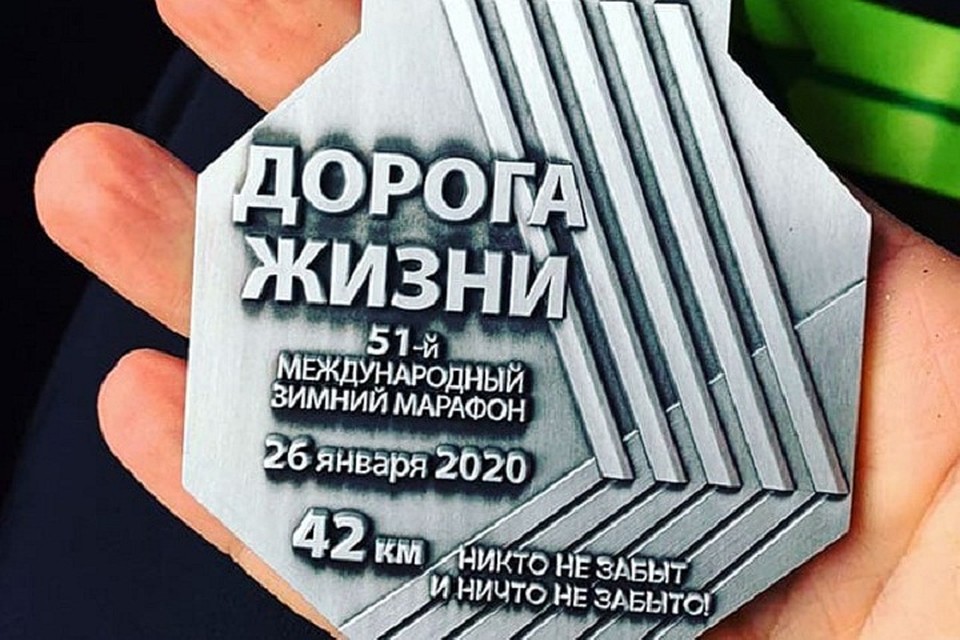 ДОРОГА
ЖИЗНИ
51-й
МЕЖДУНАРОДНЫЙ
ЗИМНИЙ МАРАФОН
26 января 2020
42 км
НИКТО НЕ ЗАБЫТ
И НИЧТО НЕ ЗАБЫТО!